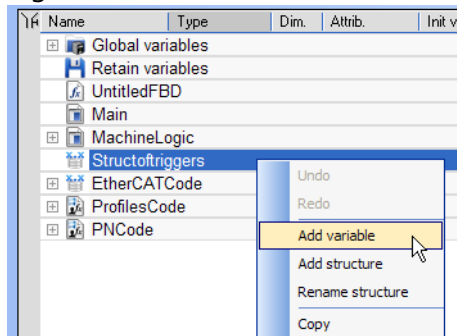 Name Type Dim. Attrib. Init v
Global variables
Retain variables
UntitledFBD
Main
MachineLogic
Structoftriggers
EtherCATCode
ProfilesCode
PNCode
Undo
Redo
Add variable
Add structure
Rename structure
Copy